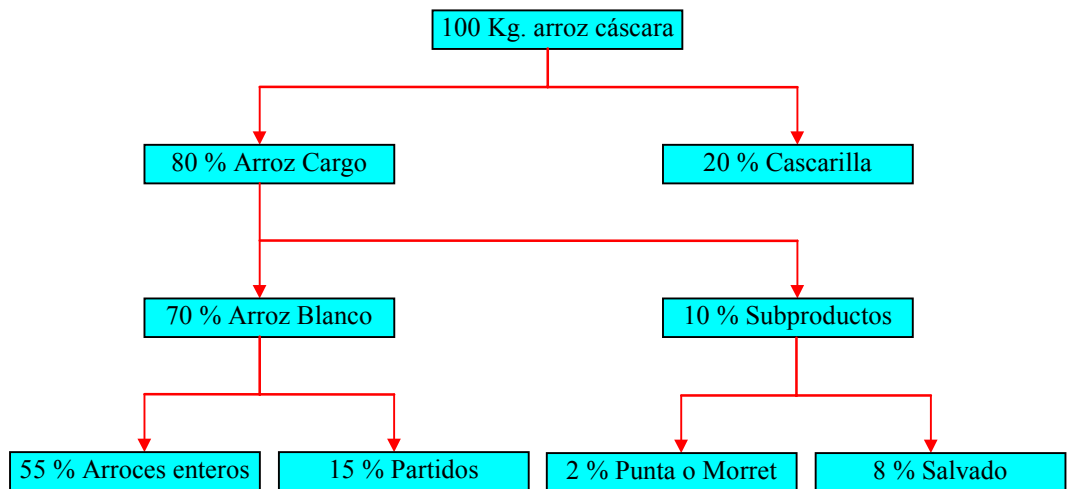 100 Kg. arroz cáscara
80 % Arroz Cargo
20 % Cascarilla
70 % Arroz Blanco
10 % Subproductos
55 % Arroces enteros
15 % Partidos
2 % Punta o Morret
8 % Salvado